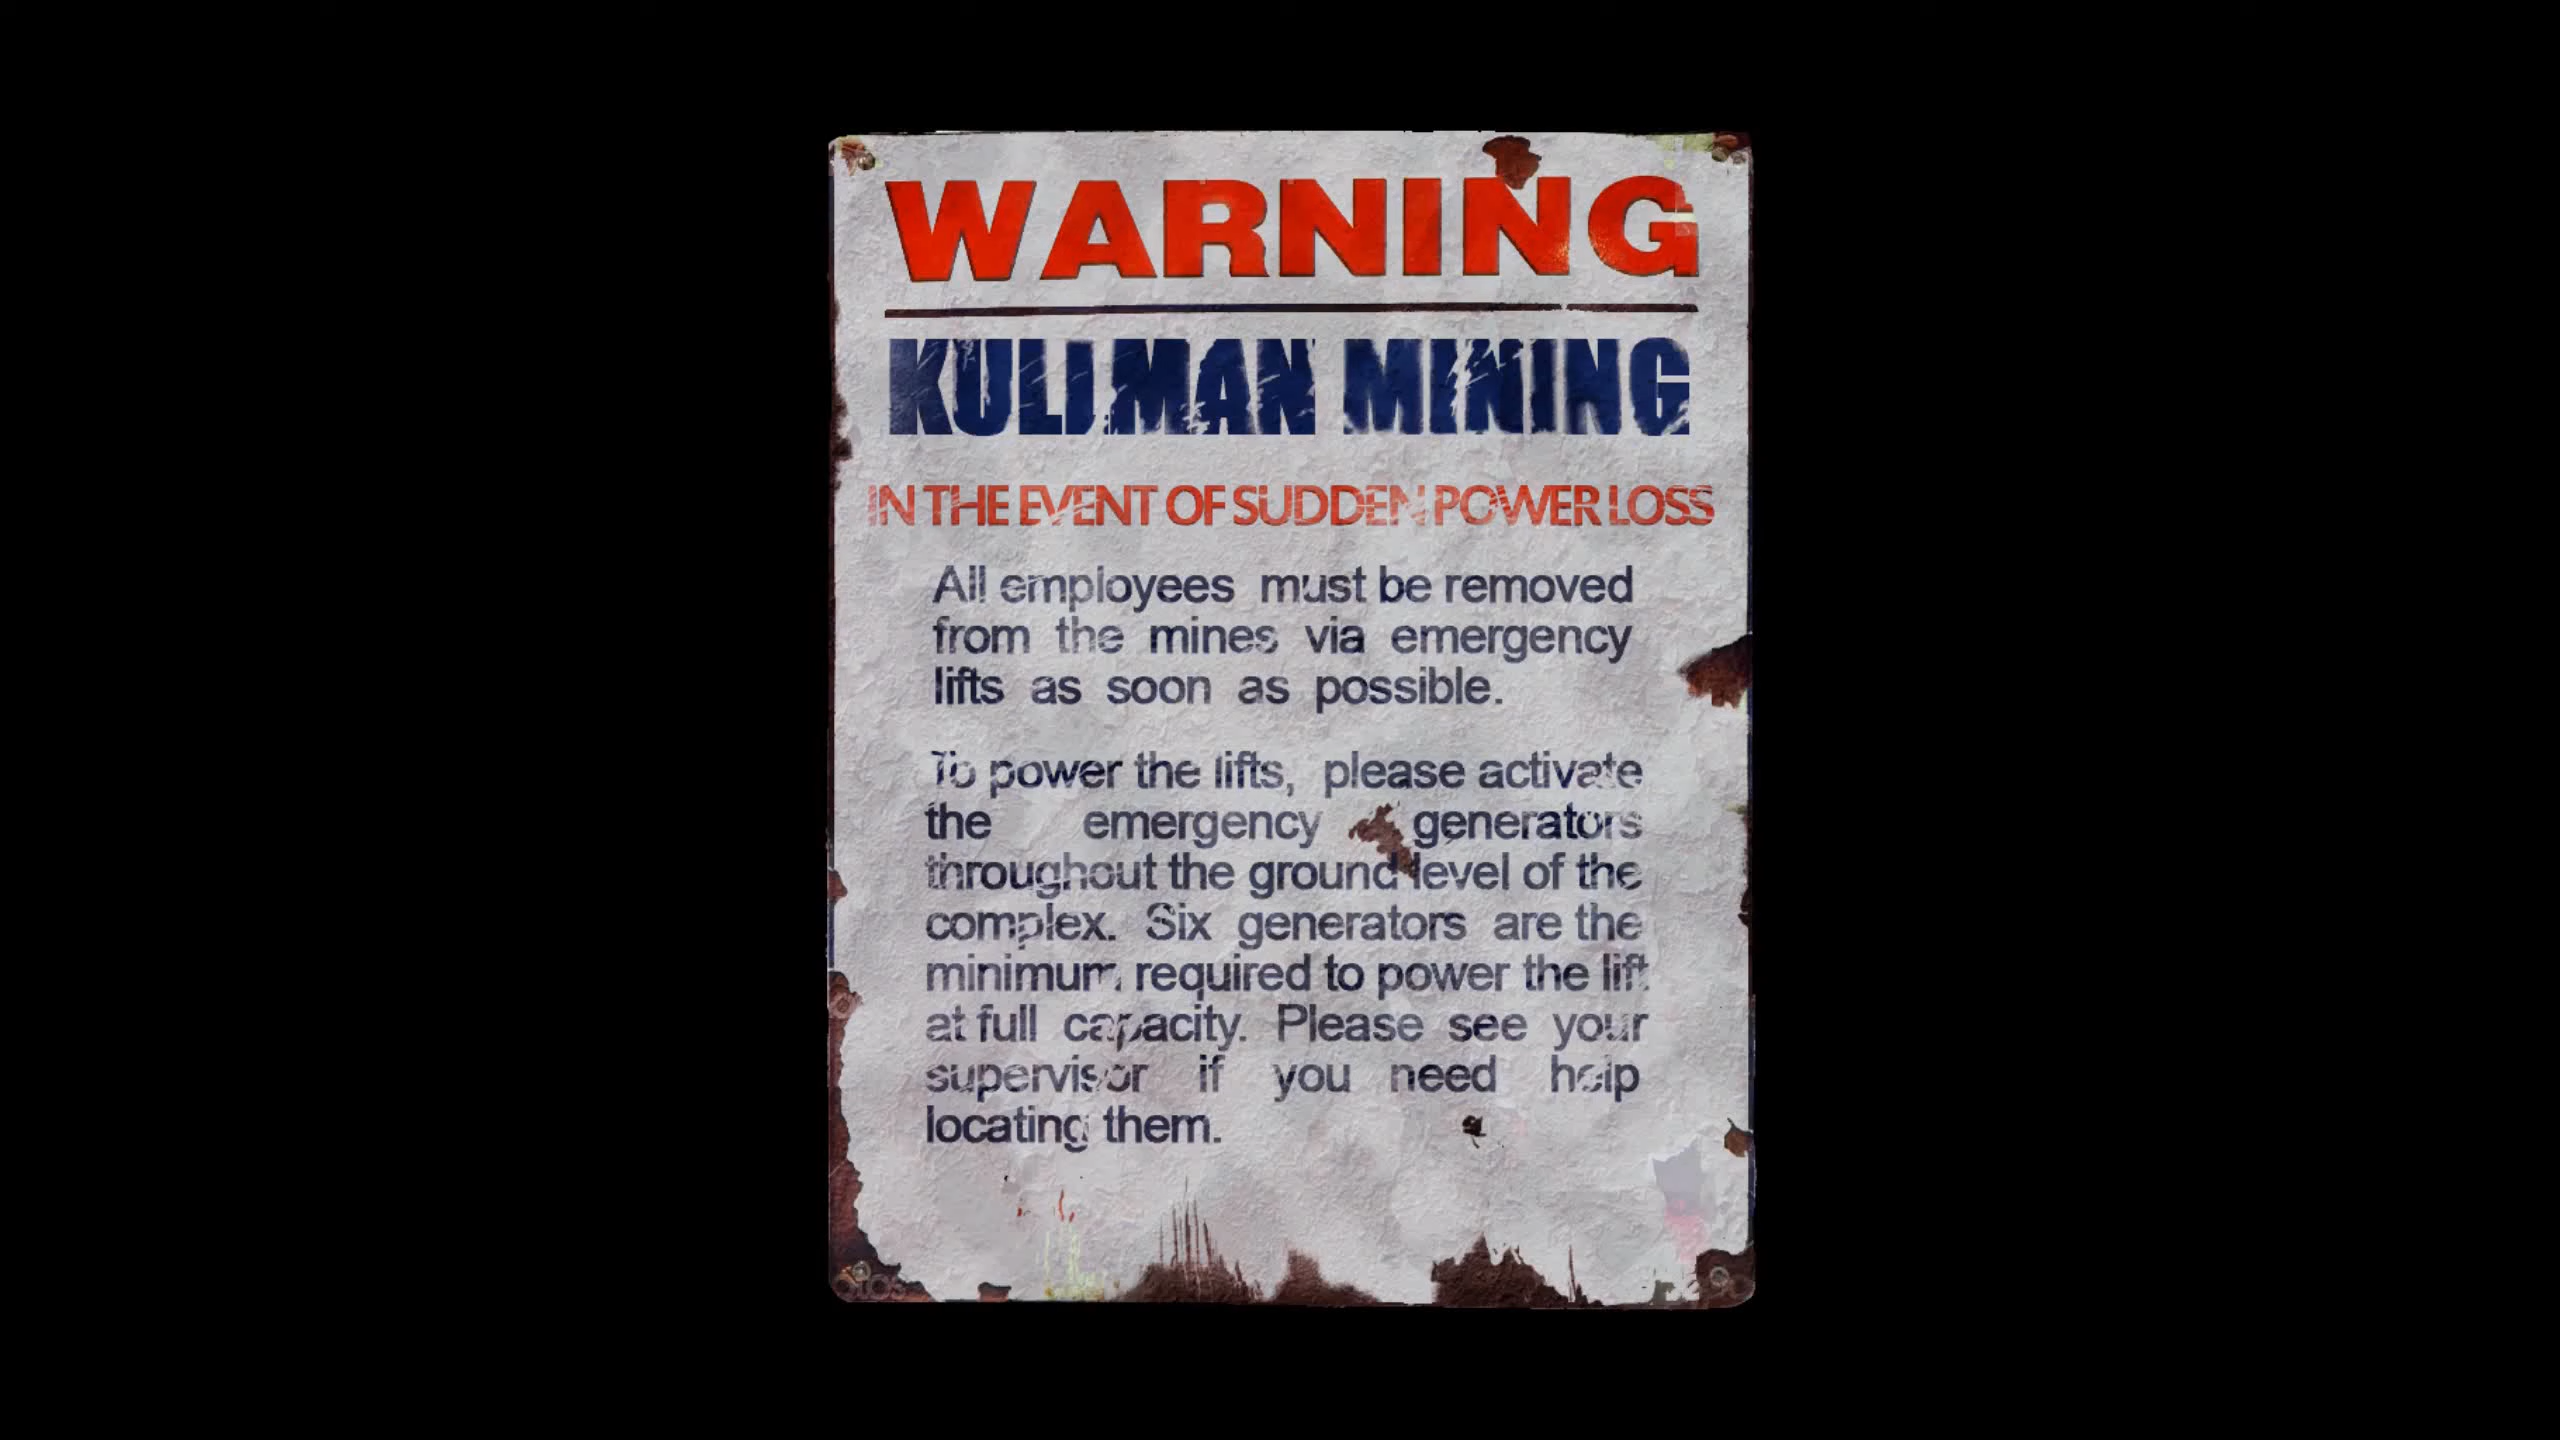 WARNING
KULLMAN MINING
IN THE EVENT OF SUDDEN POWER LOSS
All employees must be removed
from the mines via emergency
lifts as soon as possible.
To power the lifts, please activate
the emergency generators
throughout the ground level of the
complex. Six generators are the
minimum required to power the lift
at full capacity. Please see your
supervisor if you need help
locating them.